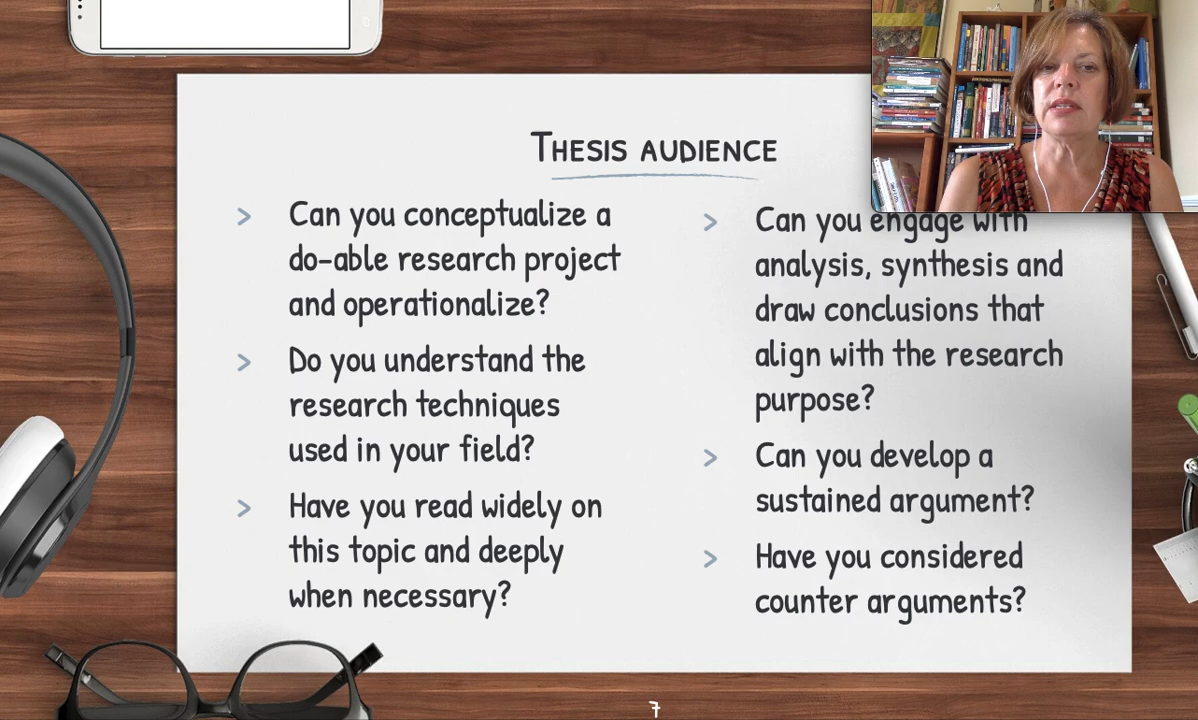 Thesis audience
> Can you conceptualize a
do-able research project
and operationalize?
> Do you understand the
research techniques
used in your field?
> Have you read widely on
this topic and deeply
when necessary?
> Can you engage with
analysis, synthesis and
draw conclusions that
align with the research
purpose?
> Can you develop a
sustained argument?
> Have you considered
counter arguments?
7